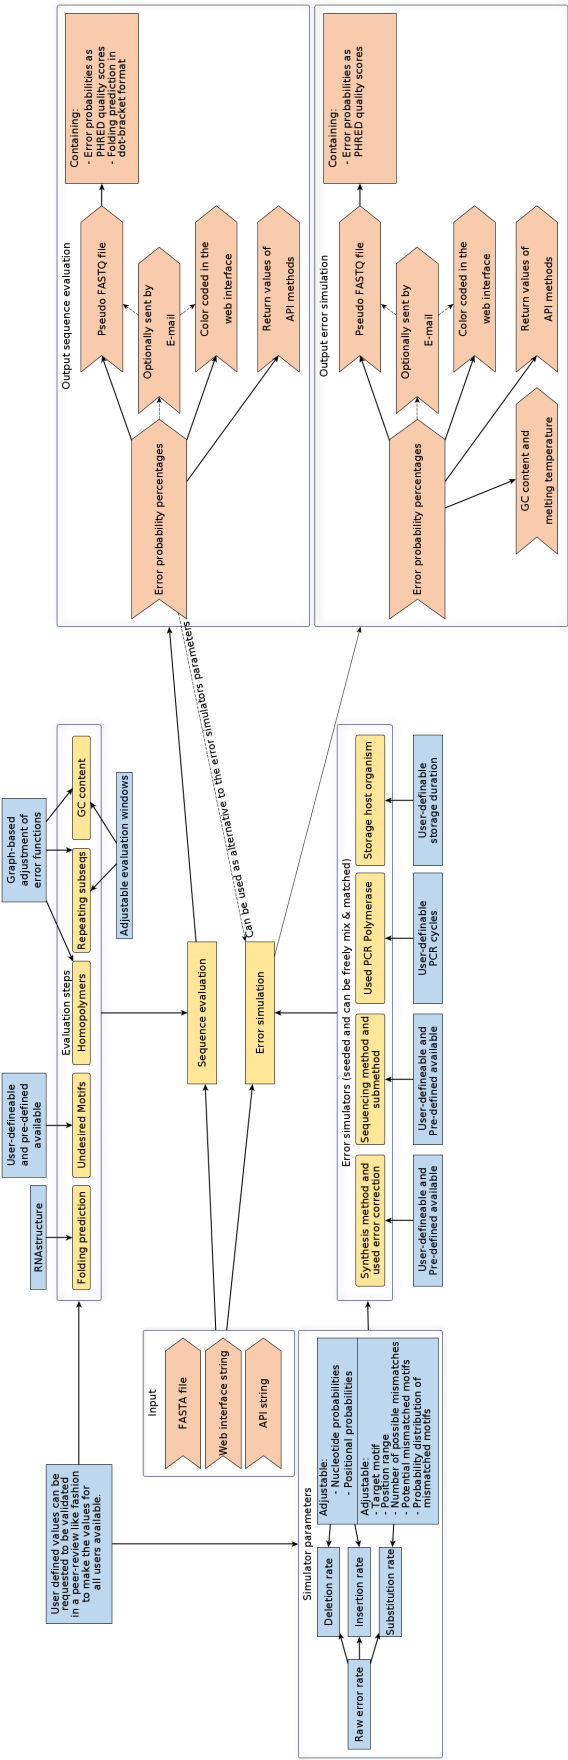 User defined values can be
requested to be validated
in a peer-review like fashion
to make the values for
all users available.
RNAstructure
User-defineable
and pre-defined
available
Graph-based
adjustment of
error functions
Evaluation steps
Folding prediction
Undesired Motifs
Homopolymers
Repeating subseqs
GC content
Adjustable evaluation windows
Input
FASTA file
Web interface string
API string
Sequence evaluation
Error simulation
Can be used as alternative to the error simulators parameters
Simulator parameters
Raw error rate
Deletion rate
Insertion rate
Substitution rate
Adjustable:
- Nucleotide probabilities
- Positional probabilities
Adjustable:
- Target motif
- Position range
- Number of possible mismatches
- Potential mismatched motifs
- Probability distribution of
mismatched motifs
Error simulators (seeded and can be freely mix & matched)
Synthesis method and
used error correction
Sequencing method and
submethod
Used PCR Polymerase
Storage host organism
User-defineable and
Pre-defined available
User-defineable and
Pre-defined available
User-definable
PCR cycles
User-definable
storage duration
Output sequence evaluation
Error probability percentages
Pseudo FASTQ file
Optionally sent by
E-mail
Color coded in the
web interface
Return values of
API methods
Containing:
- Error probabilities as
PHRED quality scores
- Folding prediction in
dot-bracket format
Output error simulation
Error probability percentages
Pseudo FASTQ file
Optionally sent by
E-mail
Color coded in the
web interface
Return values of
API methods
GC content and
melting temperature
Containing:
- Error probabilities as
PHRED quality scores